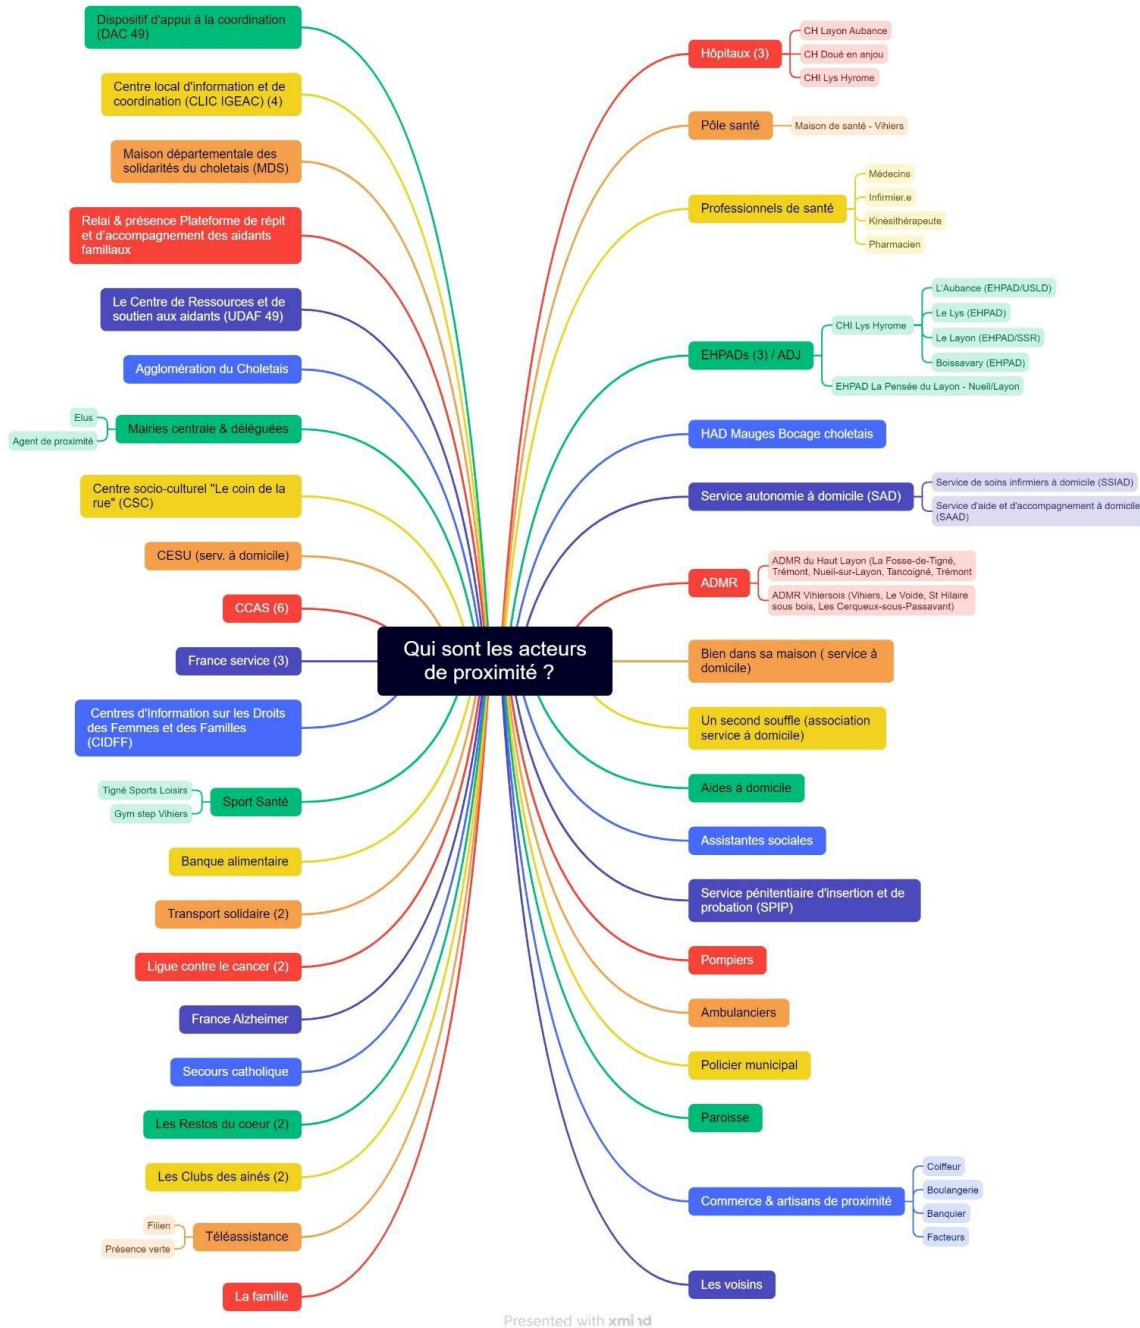 Qui sont les acteurs
de proximité ?
Dispositif d'appui à la coordination
(DAC 49)
Centre local d'information et de
coordination (CLIC IGEAC) (4)
Maison départementale des
solidarités du choletais (MDS)
Relai & présence Plateforme de répit
et d'accompagnement des aidants
familiaux
Le Centre de Ressources et de
soutien aux aidants (UDAF 49)
Agglomération du Choletais
Mairies centrale & déléguées
Elus
Agent de proximité
Centre socio-culturel "Le coin de la
rue" (CSC)
CESU (serv. à domicile)
CCAS (6)
France service (3)
Centres d'Information sur les Droits
des Femmes et des Familles
(CIDFF)
Sport Santé
Tigné Sports Loisirs
Gym step Vihiers
Banque alimentaire
Transport solidaire (2)
Ligue contre le cancer (2)
France Alzheimer
Secours catholique
Les Restos du coeur (2)
Les Clubs des ainés (2)
Téléassistance
Filien
Présence verte
La famille
Hôpitaux (3)
CH Layon Aubance
CH Doué en anjou
CHI Lys Hyrome
Pôle santé
Maison de santé - Vihiers
Professionnels de santé
Médecins
Infirmier.e
Kinésithérapeute
Pharmacien
EHPADs (3) / ADJ
CHI Lys Hyrome
L'Aubance (EHPAD/USLD)
Le Lys (EHPAD)
Le Layon (EHPAD/SSR)
Boissavary (EHPAD)
EHPAD La Pensée du Layon - Nueil/Layon
HAD Mauges Bocage choletais
Service autonomie à domicile (SAD)
Service de soins infirmiers à domicile (SSIAD)
Service d'aide et d'accompagnement à domicile
(SAAD)
ADMR
ADMR du Haut Layon (La Fosse-de-Tigné,
Trémont, Nueil-sur-Layon, Tancoigné, Trémont
ADMR Vihiersois (Vihiers, Le Voide, St Hilaire
sous bois, Les Cerqueux-sous-Passavant)
Bien dans sa maison ( service à
domicile)
Un second souffle (association
service à domicile)
Aides à domicile
Assistantes sociales
Service pénitentiaire d'insertion et de
probation (SPIP)
Pompiers
Ambulanciers
Policier municipal
Paroisse
Commerce & artisans de proximité
Coiffeur
Boulangerie
Banquier
Facteurs
Les voisins
Presented with xmind